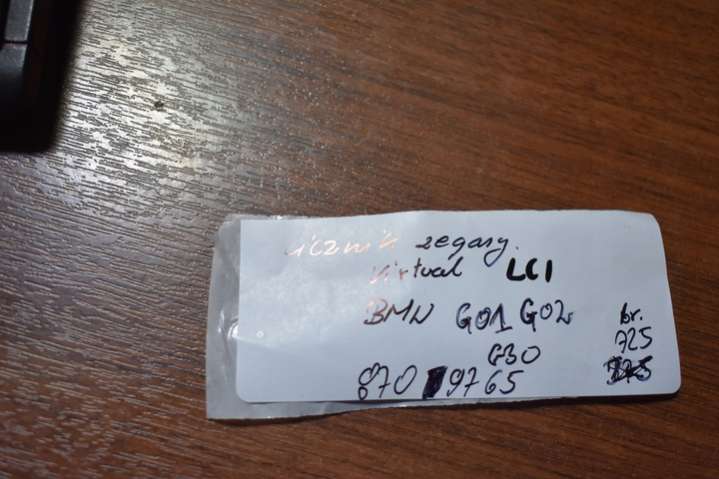 licznik zegary.
Virtual LCI
BMW G01 G02
G30
870 9765
br.
725